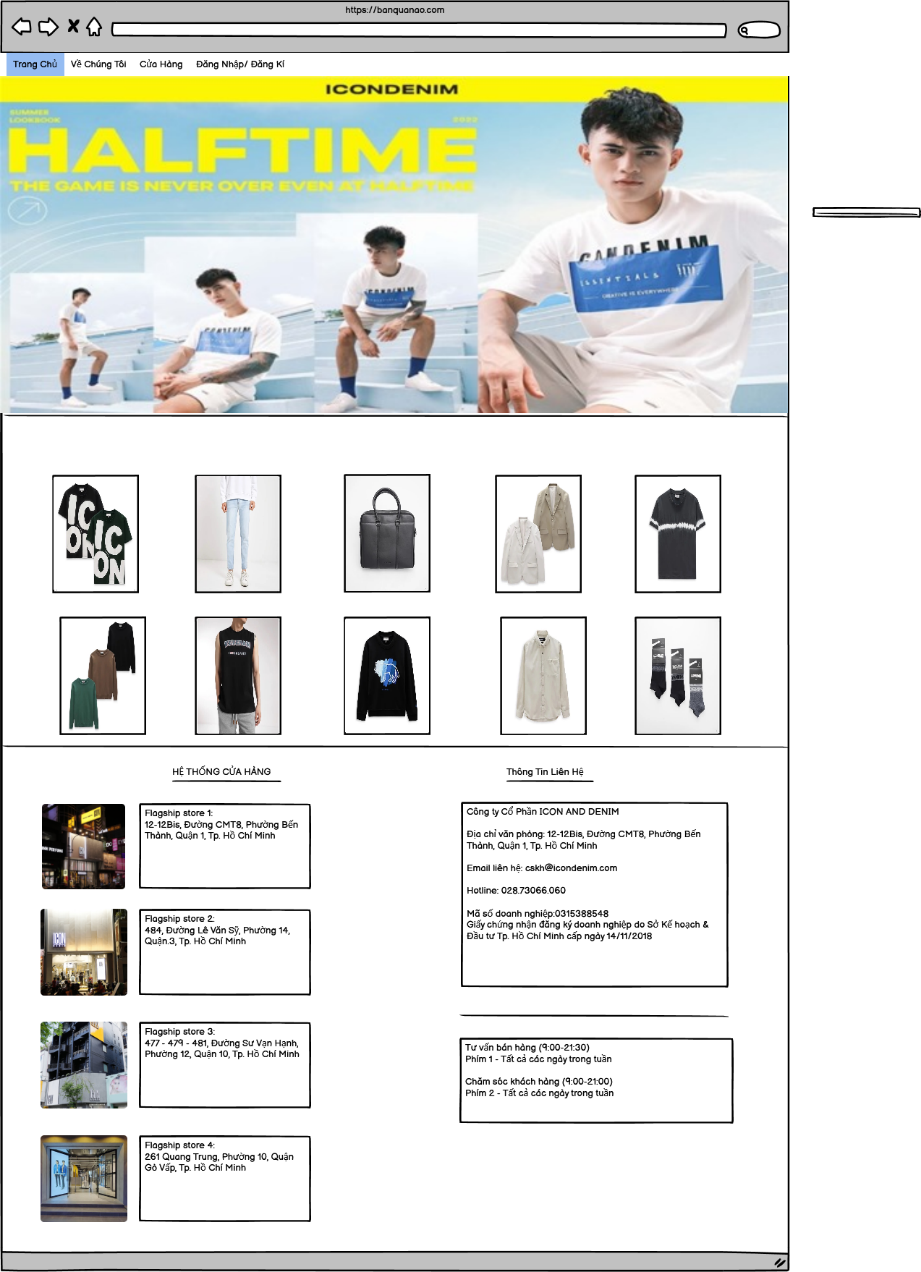 https://banquanao.com
Trang Chủ
Về Chúng Tôi
Cửa Hàng
Đăng Nhập/ Đăng Kí
ICONDENIM
SUMMER
LOOKBOOK
2022
HALFTIME
THE GAME IS NEVER OVER EVEN AT HALFTIME
CANDENIM
ESSENTIALS
CREATIVE IS EVERYWHERE
IC
ON
IC
ON
HỆ THỐNG CỬA HÀNG
Flagship store 1:
12-12Bis, Đường CMT8, Phường Bến
Thành, Quận 1, Tp. Hồ Chí Minh
Flagship store 2:
484, Đường Lê Văn Sỹ, Phường 14,
Quận.3, Tp. Hồ Chí Minh
Flagship store 3:
477 - 479 - 481, Đường Sư Vạn Hạnh,
Phường 12, Quận 10, Tp. Hồ Chí Minh
Flagship store 4:
261 Quang Trung, Phường 10, Quận
Gò Vấp, Tp. Hồ Chí Minh
Thông Tin Liên Hệ
Công ty Cổ Phần ICON AND DENIM
Địa chỉ văn phòng: 12-12Bis, Đường CMT8, Phường Bến
Thành, Quận 1, Tp. Hồ Chí Minh
Email liên hệ: cskh@icondenim.com
Hotline: 028.73066.060
Mã số doanh nghiệp:0315388548
Giấy chứng nhận đăng ký doanh nghiệp do Sở Kế hoạch &
Đầu tư Tp. Hồ Chí Minh cấp ngày 14/11/2018
Tư vấn bán hàng (9:00-21:30)
Phím 1 - Tất cả các ngày trong tuần
Chăm sóc khách hàng (9:00-21:00)
Phím 2 - Tất cả các ngày trong tuần